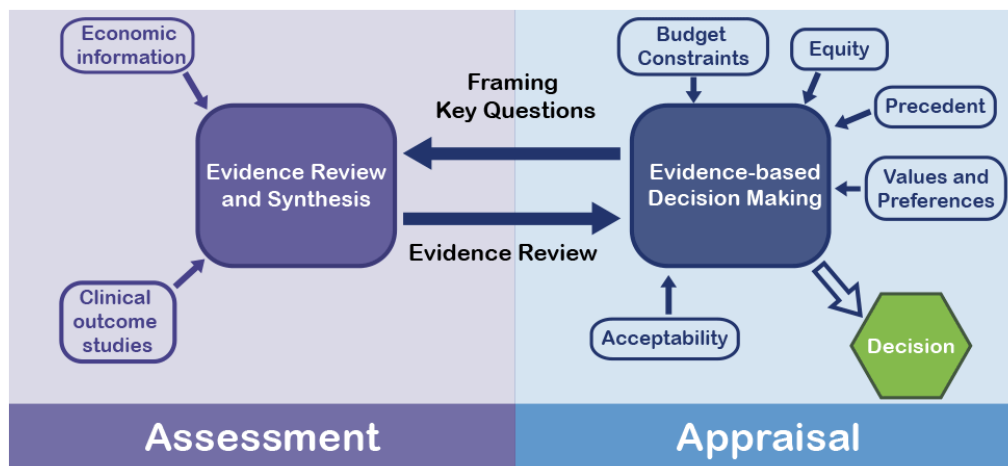 Economic
information
Evidence Review
and Synthesis
Clinical
outcome
studies
Framing
Key Questions
Evidence Review
Budget
Constraints
Equity
Precedent
Values and
Preferences
Evidence-based
Decision Making
Acceptability
Decision
Assessment
Appraisal